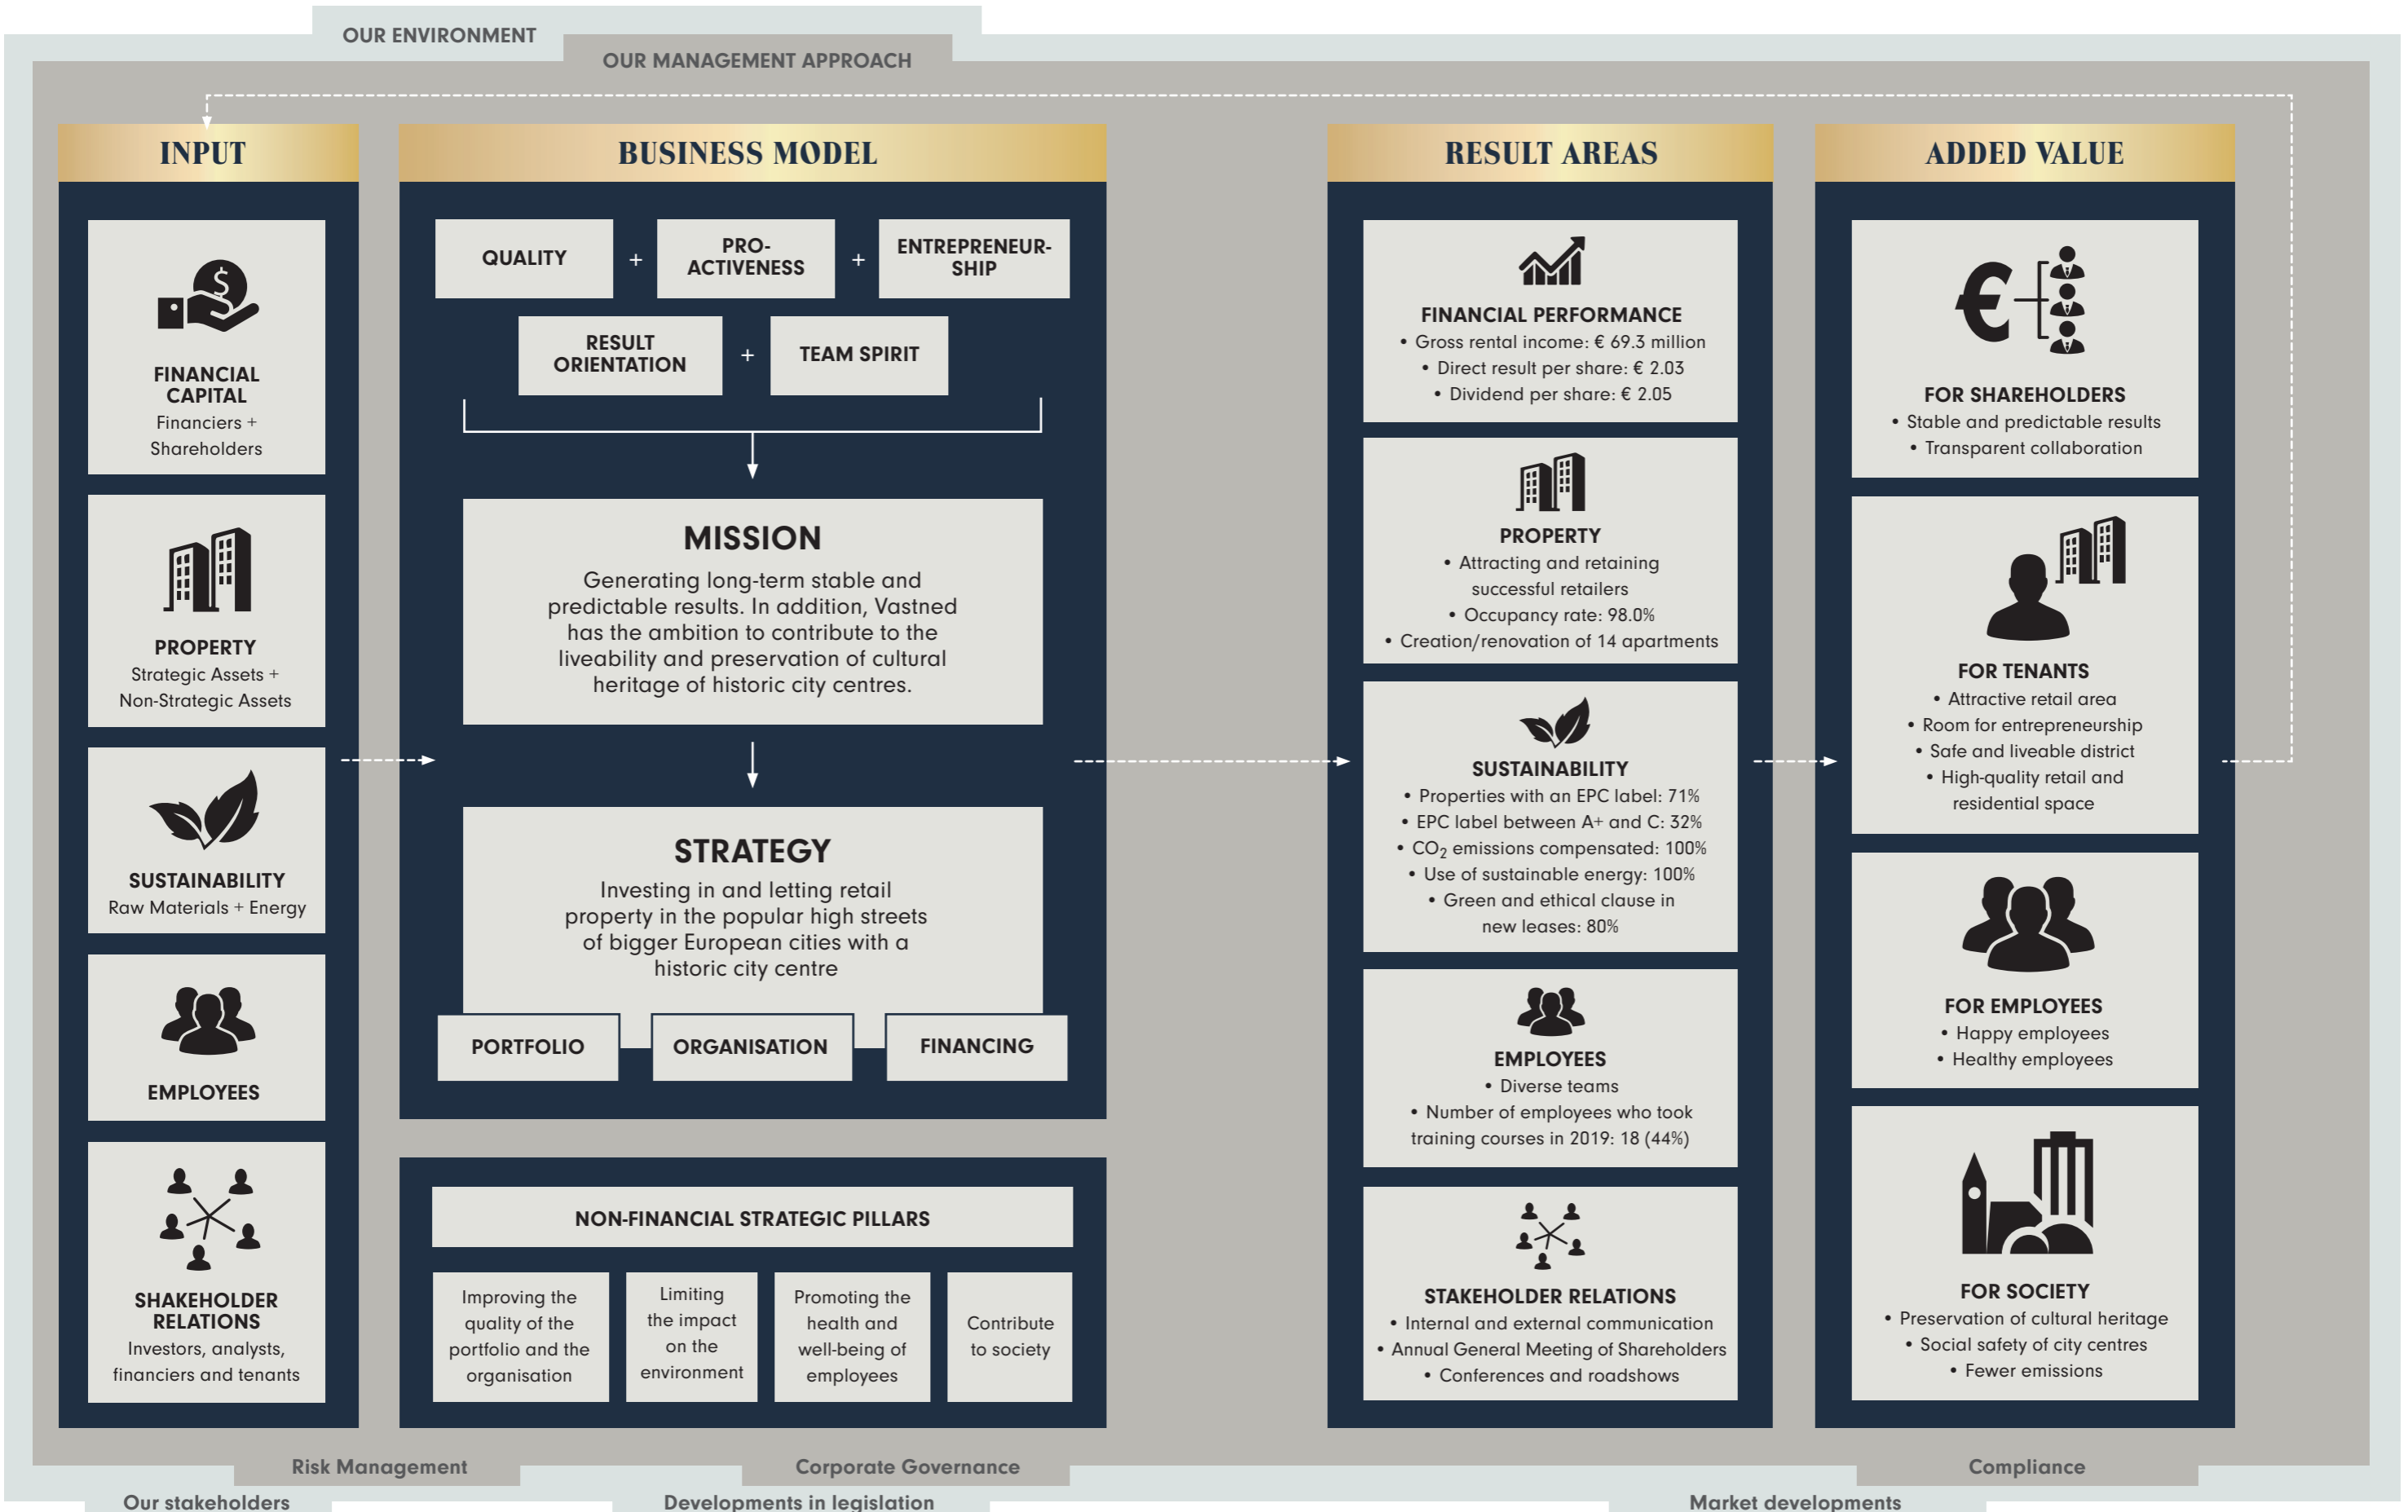 OUR ENVIRONMENT
OUR MANAGEMENT APPROACH
INPUT
FINANCIAL
CAPITAL
Financiers +
Shareholders
PROPERTY
Strategic Assets +
Non-Strategic Assets
SUSTAINABILITY
Raw Materials + Energy
EMPLOYEES
SHAKEHOLDER
RELATIONS
Investors, analysts,
financiers and tenants
BUSINESS MODEL
QUALITY
+
PRO-
ACTIVENESS
+
ENTREPRENEUR-
SHIP
RESULT
ORIENTATION
+
TEAM SPIRIT
MISSION
Generating long-term stable and
predictable results. In addition, Vastned
has the ambition to contribute to the
liveability and preservation of cultural
heritage of historic city centres.
STRATEGY
Investing in and letting retail
property in the popular high streets
of bigger European cities with a
historic city centre
PORTFOLIO
ORGANISATION
FINANCING
NON-FINANCIAL STRATEGIC PILLARS
Improving the
quality of the
portfolio and the
organisation
Limiting
the impact
on the
environment
Promoting the
health and
well-being of
employees
Contribute
to society
RESULT AREAS
FINANCIAL PERFORMANCE
• Gross rental income: € 69.3 million
• Direct result per share: € 2.03
• Dividend per share: € 2.05
PROPERTY
• Attracting and retaining
successful retailers
• Occupancy rate: 98.0%
• Creation/renovation of 14 apartments
SUSTAINABILITY
• Properties with an EPC label: 71%
• EPC label between A+ and C: 32%
• CO₂ emissions compensated: 100%
• Use of sustainable energy: 100%
• Green and ethical clause in
new leases: 80%
EMPLOYEES
• Diverse teams
• Number of employees who took
training courses in 2019: 18 (44%)
STAKEHOLDER RELATIONS
• Internal and external communication
• Annual General Meeting of Shareholders
• Conferences and roadshows
ADDED VALUE
FOR SHAREHOLDERS
• Stable and predictable results
• Transparent collaboration
FOR TENANTS
• Attractive retail area
• Room for entrepreneurship
• Safe and liveable district
• High-quality retail and
residential space
FOR EMPLOYEES
• Happy employees
• Healthy employees
FOR SOCIETY
• Preservation of cultural heritage
• Social safety of city centres
• Fewer emissions
Risk Management
Corporate Governance
Compliance
Our stakeholders
Developments in legislation
Market developments